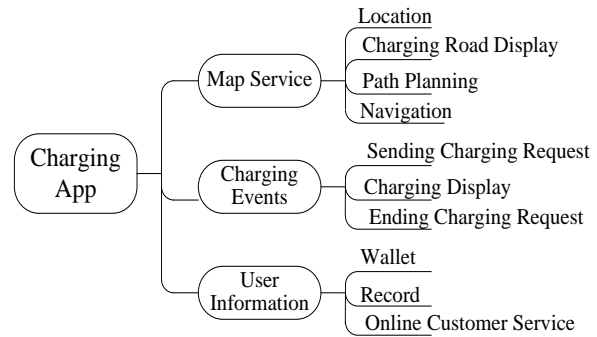 Charging
App
Map Service
Location
Charging Road Display
Path Planning
Navigation
Charging
Events
Sending Charging Request
Charging Display
Ending Charging Request
User
Information
Wallet
Record
Online Customer Service